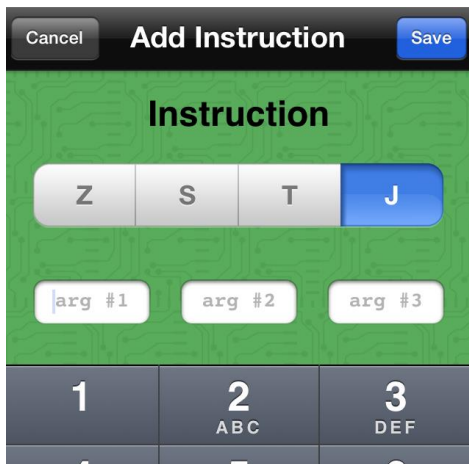 Cancel Add Instruction Save
Instruction
Z S T J
arg #1 arg #2 arg #3
1 2 3
ABC DEF